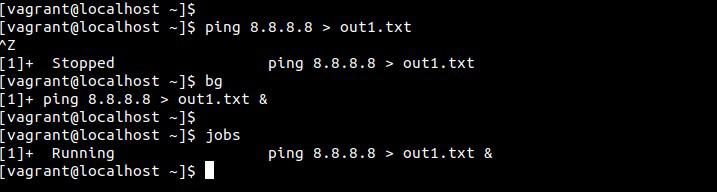 [vagrant@localhost ~]$
[vagrant@localhost ~]$ ping 8.8.8.8 > out1.txt
^Z
[1]+  Stopped                 ping 8.8.8.8 > out1.txt
[vagrant@localhost ~]$ bg
[1]+ ping 8.8.8.8 > out1.txt &
[vagrant@localhost ~]$
[vagrant@localhost ~]$ jobs
[1]+  Running                 ping 8.8.8.8 > out1.txt &
[vagrant@localhost ~]$